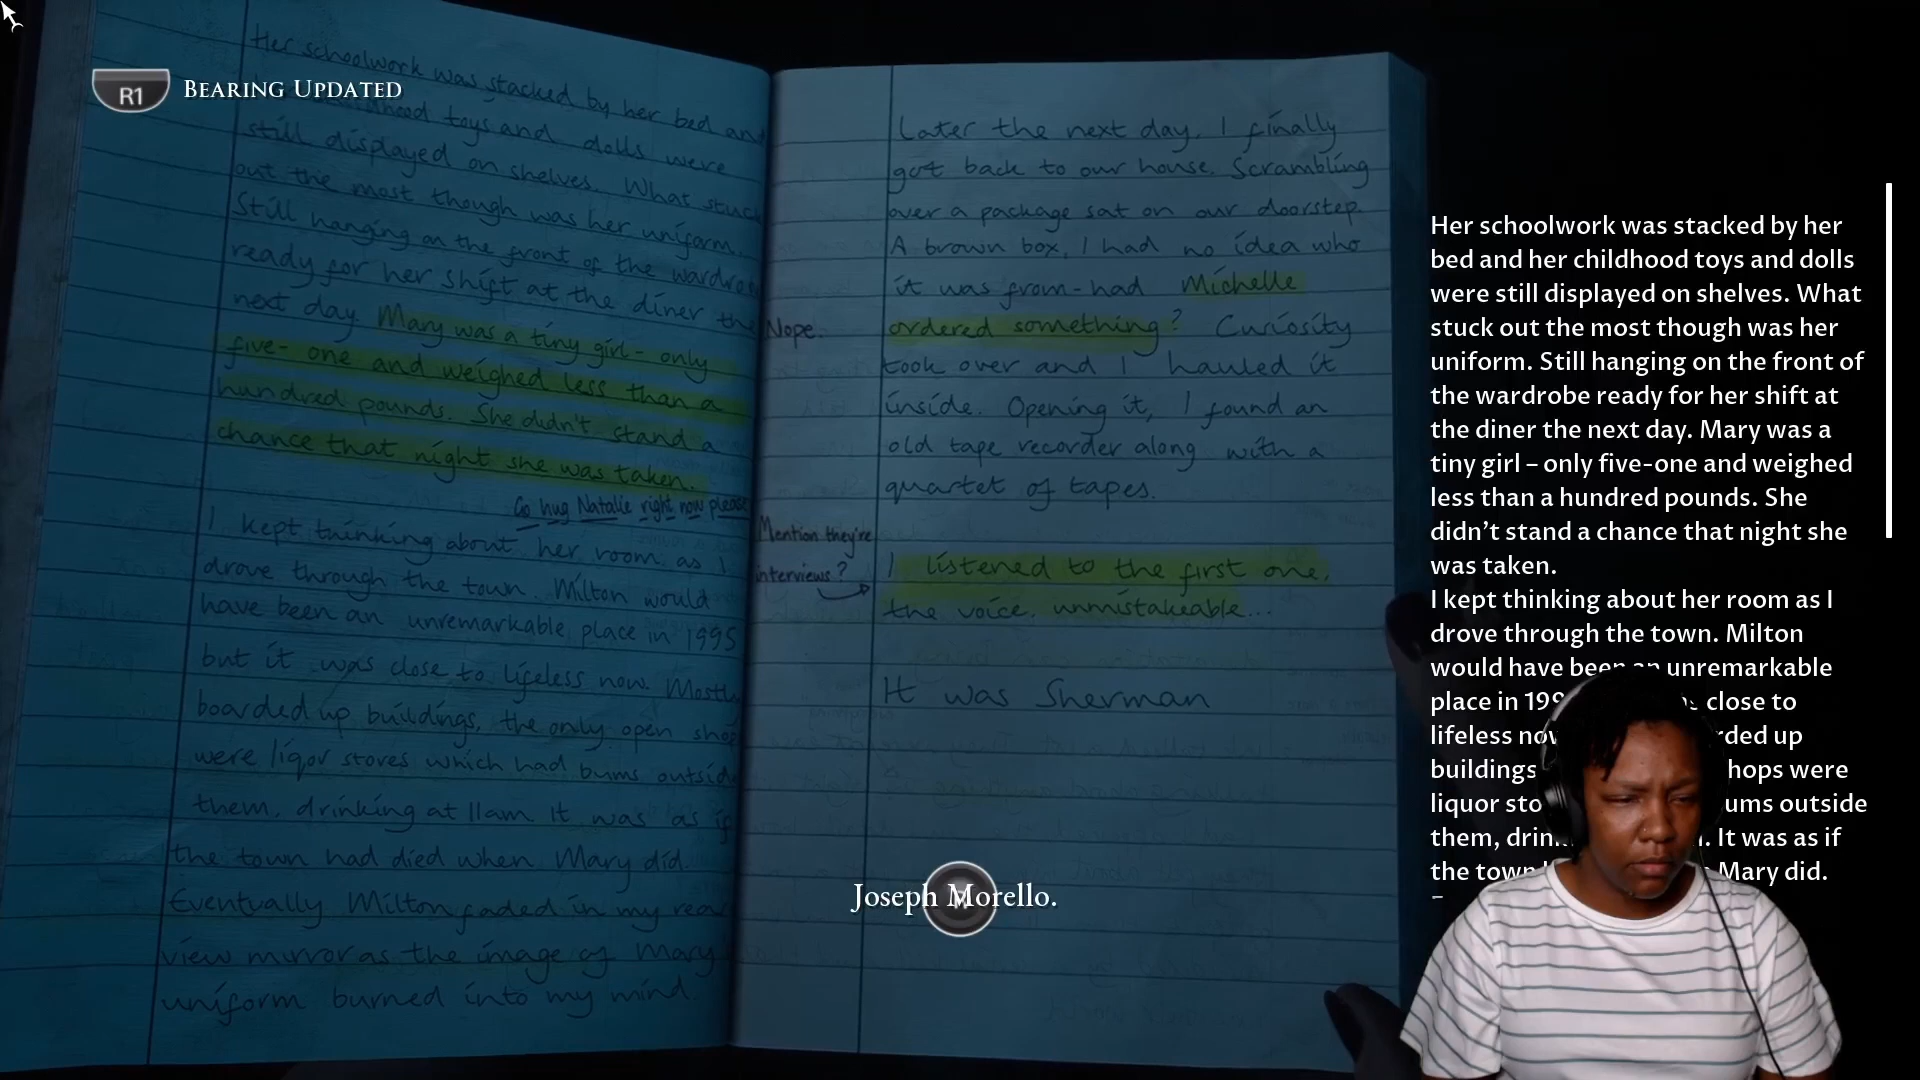 R1 BEARING UPDATED
Her schoolwork was stacked by her bed and
toys and dolls were
still displayed on shelves. What stuck
out the most though was her uniform.
Still hanging on the front of the wardrobe
ready for her shift at the diner the
next day. Mary was a tiny girl - only
five-one and weighed less than a
hundred pounds. She didn't stand a
chance that night she was taken.
Go hug Natalie right now please
I kept thinking about her room as I
drove through the town. Milton would
have been an unremarkable place in 1995
but it was close to lifeless now. Mostly
boarded up buildings, the only open shops
were liqor stores which had bums outside
them, drinking at 11am. It was as if
the town had died when Mary did.
Eventually Milton faded in my rear
view mirror as the image of Mary
uniform burned into my mind.
Later the next day, I finally
got back to our house. Scrambling
over a package sat on our doorstep.
A brown box, I had no idea who
it was from - had Michelle
Nope.
ordered something? Curiosity
took over and I hauled it
inside. Opening it, I found an
old tape recorder along with a
quartet of tapes.
Mention they're
interviews?
I listened to the first one,
the voice, unmistakeable...
It was Sherman
Joseph Morello.
Her schoolwork was stacked by her
bed and her childhood toys and dolls
were still displayed on shelves. What
stuck out the most though was her
uniform. Still hanging on the front of
the wardrobe ready for her shift at
the diner the next day. Mary was a
tiny girl – only five-one and weighed
less than a hundred pounds. She
didn't stand a chance that night she
was taken.
I kept thinking about her room as I
drove through the town. Milton
would have been an unremarkable
place in close to
lifeless up
buildings were
liquor outside
them, It was as if
the town Mary did.